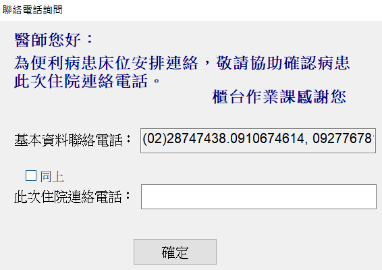 聯絡電話詢問
醫師您好：
為便利病患床位安排連絡，敬請協助確認病患
此次住院連絡電話。
櫃台作業課感謝您
基本資料聯絡電話： (02)28747438.0910674614, 09277678
同上
此次住院連絡電話：
確定